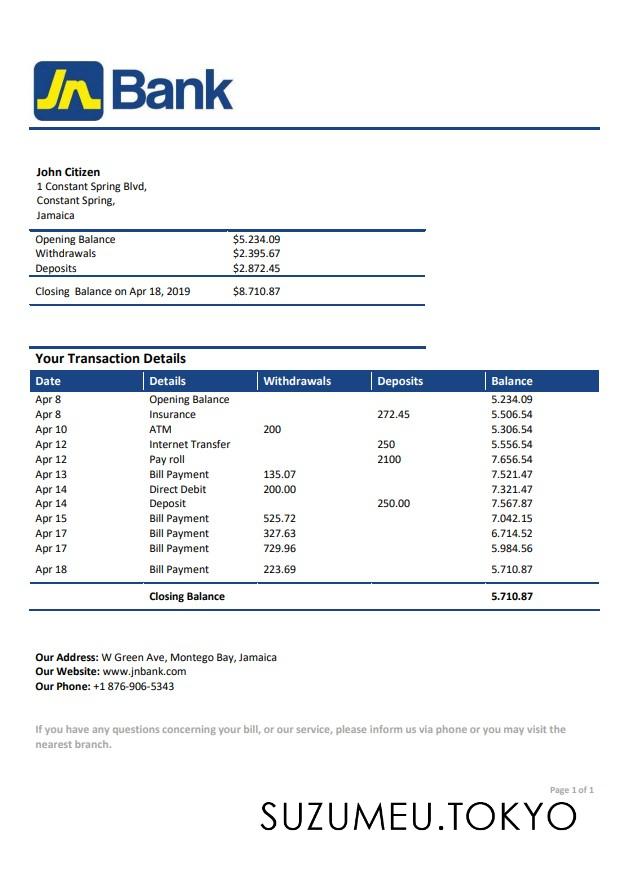 Jn Bank
John Citizen
1 Constant Spring Blvd,
Constant Spring,
Jamaica
Opening Balance $5.234.09
Withdrawals $2.395.67
Deposits $2.872.45
Closing Balance on Apr 18, 2019 $8.710.87
Your Transaction Details
Date Details Withdrawals Deposits Balance
Apr 8 Opening Balance 5.234.09
Apr 8 Insurance 272.45 5.506.54
Apr 10 ATM 200 5.306.54
Apr 12 Internet Transfer 250 5.556.54
Apr 12 Pay roll 2100 7.656.54
Apr 13 Bill Payment 135.07 7.521.47
Apr 14 Direct Debit 200.00 7.321.47
Apr 14 Deposit 250.00 7.567.87
Apr 15 Bill Payment 525.72 7.042.15
Apr 17 Bill Payment 327.63 6.714.52
Apr 17 Bill Payment 729.96 5.984.56
Apr 18 Bill Payment 223.69 5.710.87
Closing Balance 5.710.87
Our Address: W Green Ave, Montego Bay, Jamaica
Our Website: www.jnbank.com
Our Phone: +1 876-906-5343
If you have any questions concerning your bill, or our service, please inform us via phone or you may visit the
nearest branch.
Page 1 of 1
SUZUMEU.TOKYO